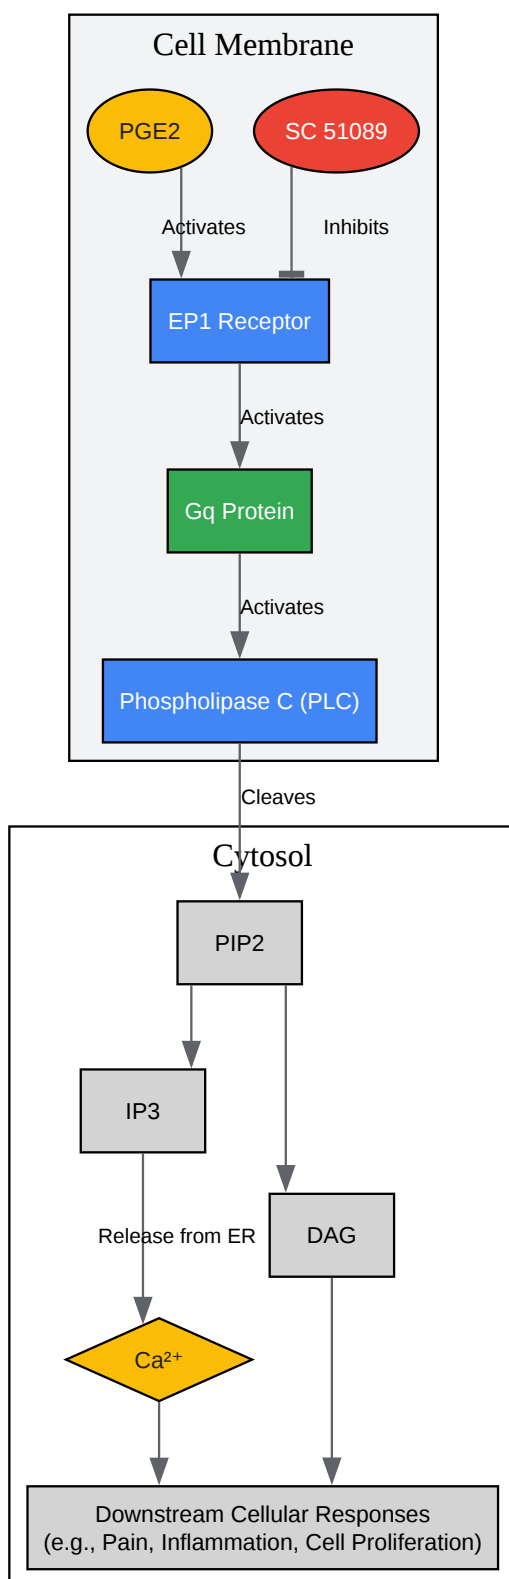 Cell Membrane
PGE2
SC 51089
Activates
Inhibits
EP1 Receptor
Activates
Gq Protein
Activates
Phospholipase C (PLC)
Cleaves
Cytosol
PIP2
IP3
Release from ER
DAG
Ca²⁺
Downstream Cellular Responses
(e.g., Pain, Inflammation, Cell Proliferation)